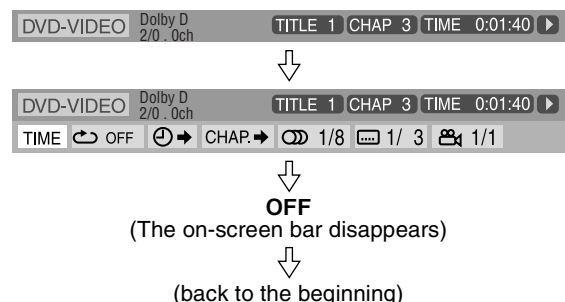 DVD-VIDEO Dolby D 2/0 . 0ch TITLE 1 CHAP 3 TIME 0:01:40
DVD-VIDEO Dolby D 2/0 . 0ch TITLE 1 CHAP 3 TIME 0:01:40
TIME OFF CHAP. 1/8 1/ 3 1/1
OFF
(The on-screen bar disappears)
(back to the beginning)